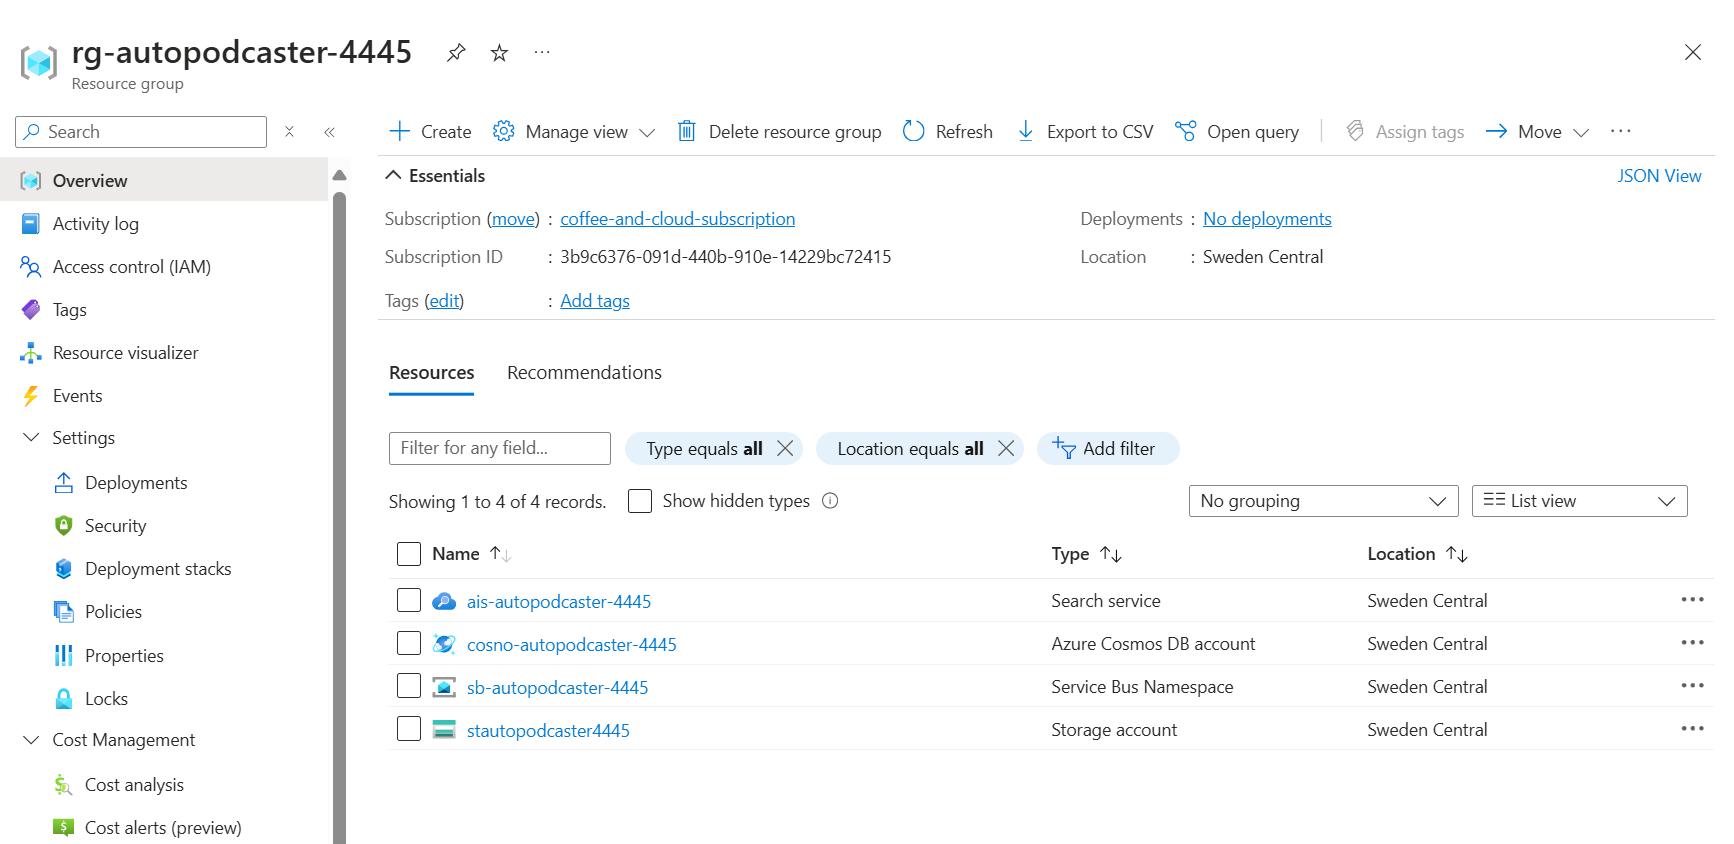 rg-autopodcaster-4445
Resource group
Search
Create Manage view Delete resource group Refresh Export to CSV Open query Assign tags Move
Overview
Activity log
Access control (IAM)
Tags
Resource visualizer
Events
Settings
Deployments
Security
Deployment stacks
Policies
Properties
Locks
Cost Management
Cost analysis
Cost alerts (preview)
Essentials JSON View
Subscription (move) : coffee-and-cloud-subscription Deployments : No deployments
Subscription ID : 3b9c6376-091d-440b-910e-14229bc72415 Location : Sweden Central
Tags (edit) : Add tags
Resources Recommendations
Filter for any field... Type equals all Location equals all Add filter
Showing 1 to 4 of 4 records. Show hidden types No grouping List view
Name Type Location
ais-autopodcaster-4445 Search service Sweden Central
cosno-autopodcaster-4445 Azure Cosmos DB account Sweden Central
sb-autopodcaster-4445 Service Bus Namespace Sweden Central
stautopodcaster4445 Storage account Sweden Central